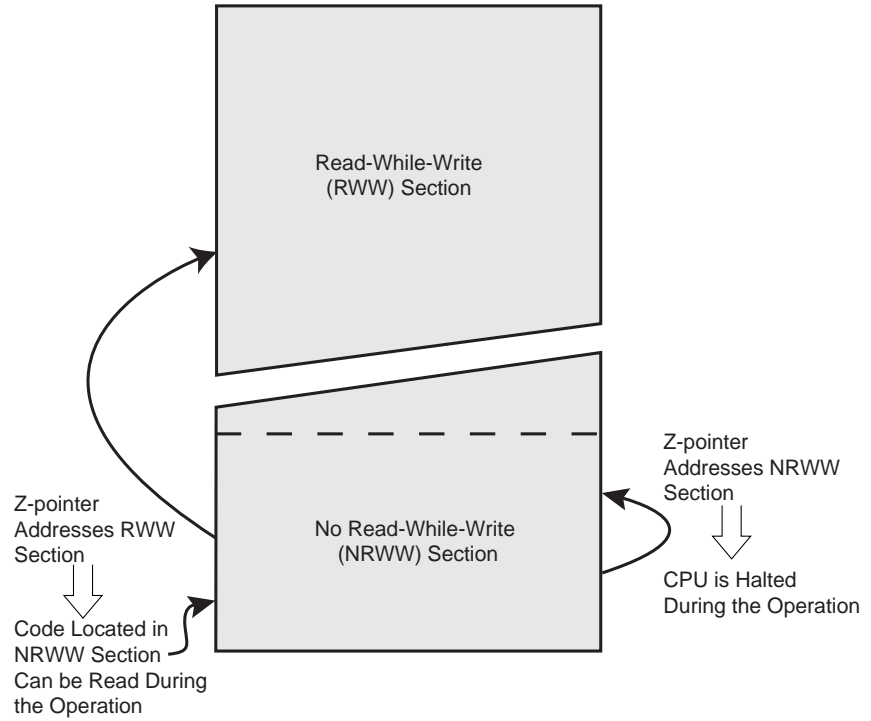 Read-While-Write
(RWW) Section
Z-pointer
Addresses NRWW
Section
Z-pointer
Addresses RWW
Section
No Read-While-Write
(NRWW) Section
CPU is Halted
During the Operation
Code Located in
NRWW Section
Can be Read During
the Operation